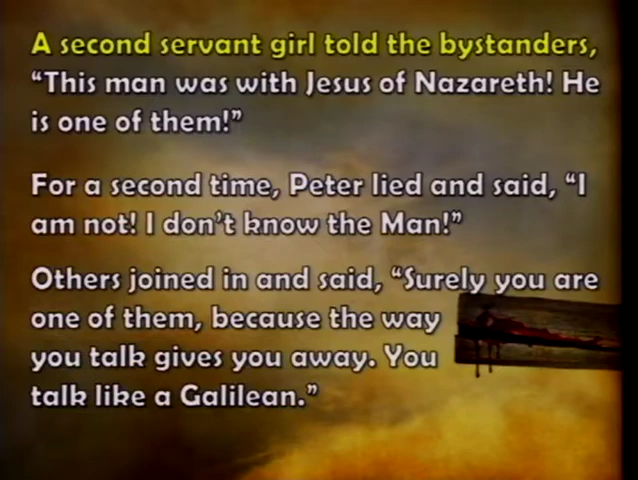 A second servant girl told the bystanders,
“This man was with Jesus of Nazareth! He
is one of them!”
For a second time, Peter lied and said, “I
am not! I don’t know the Man!”
Others joined in and said, “Surely you are
one of them, because the way
you talk gives you away. You
talk like a Galilean.”